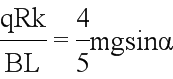 qRk/BL = 4/5 mgsinα